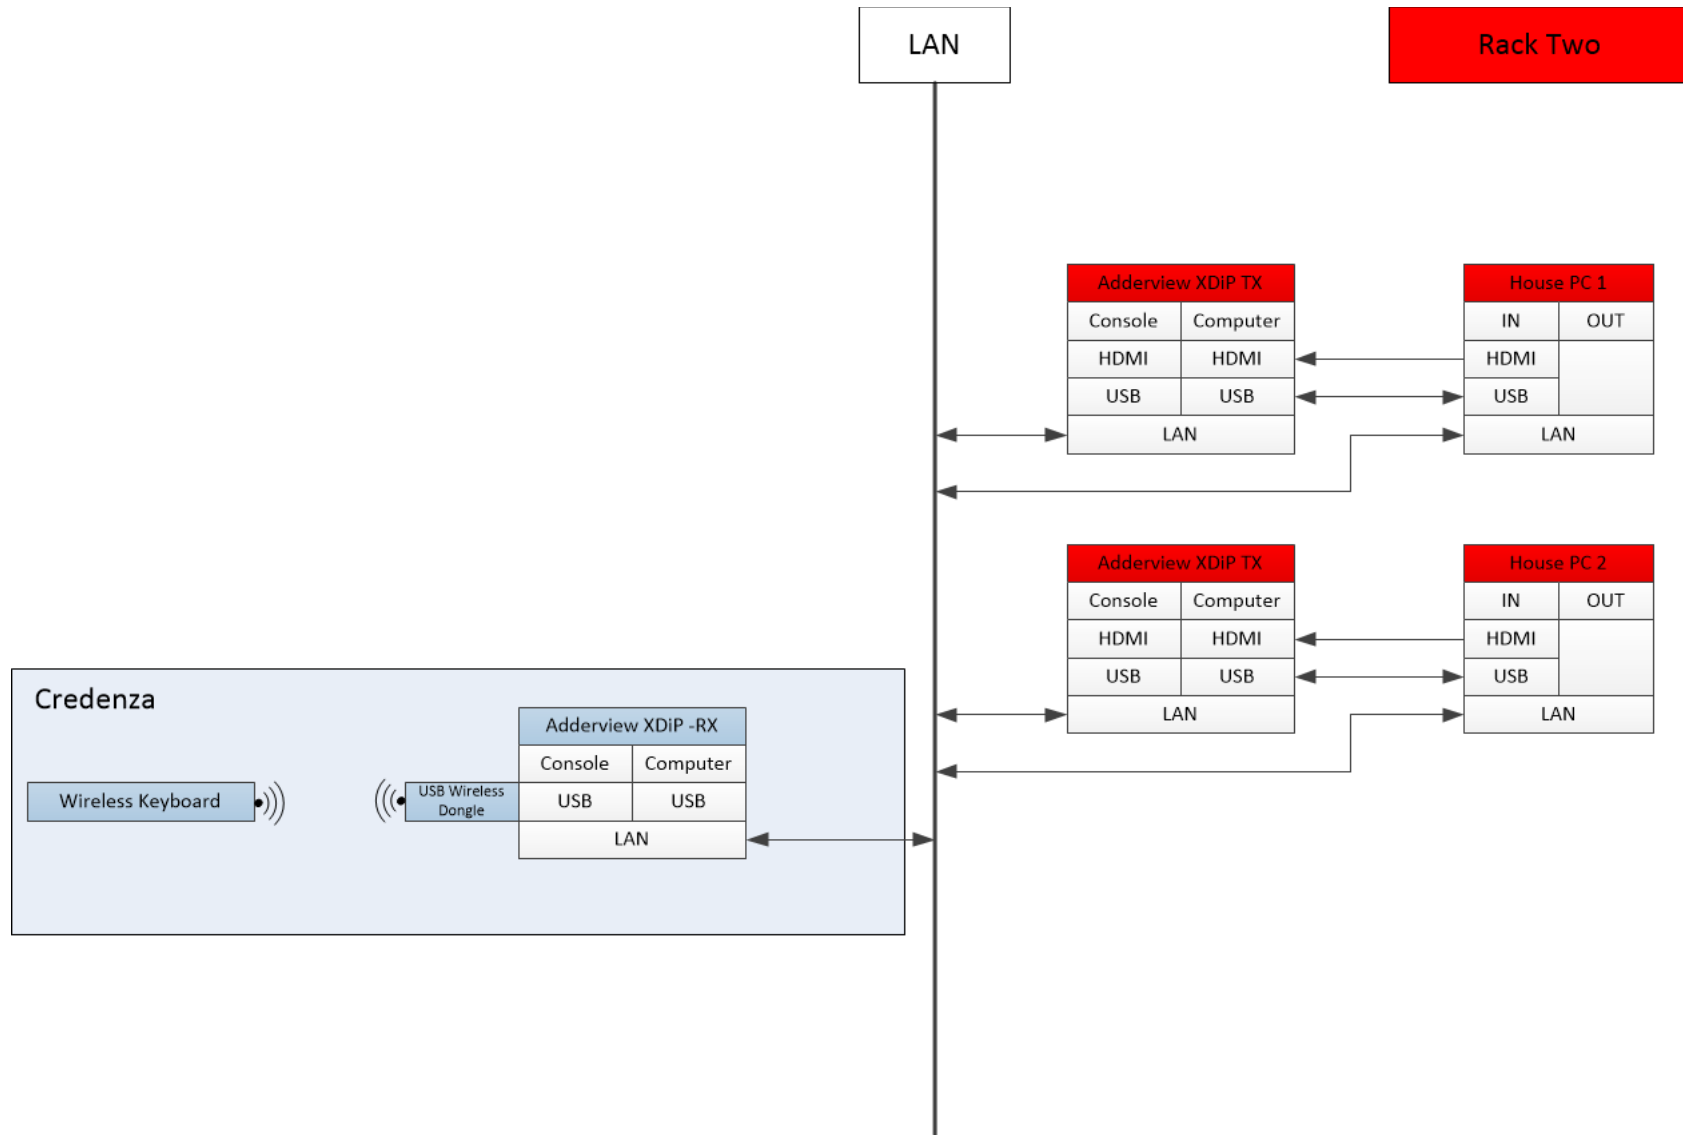 LAN
Rack Two
Adderview XDiP TX
Console Computer
HDMI HDMI
USB USB
LAN
House PC 1
IN OUT
HDMI
USB
LAN
Adderview XDiP TX
Console Computer
HDMI HDMI
USB USB
LAN
House PC 2
IN OUT
HDMI
USB
LAN
Credenza
Wireless Keyboard
USB Wireless
Dongle
Adderview XDiP -RX
Console Computer
USB USB
LAN